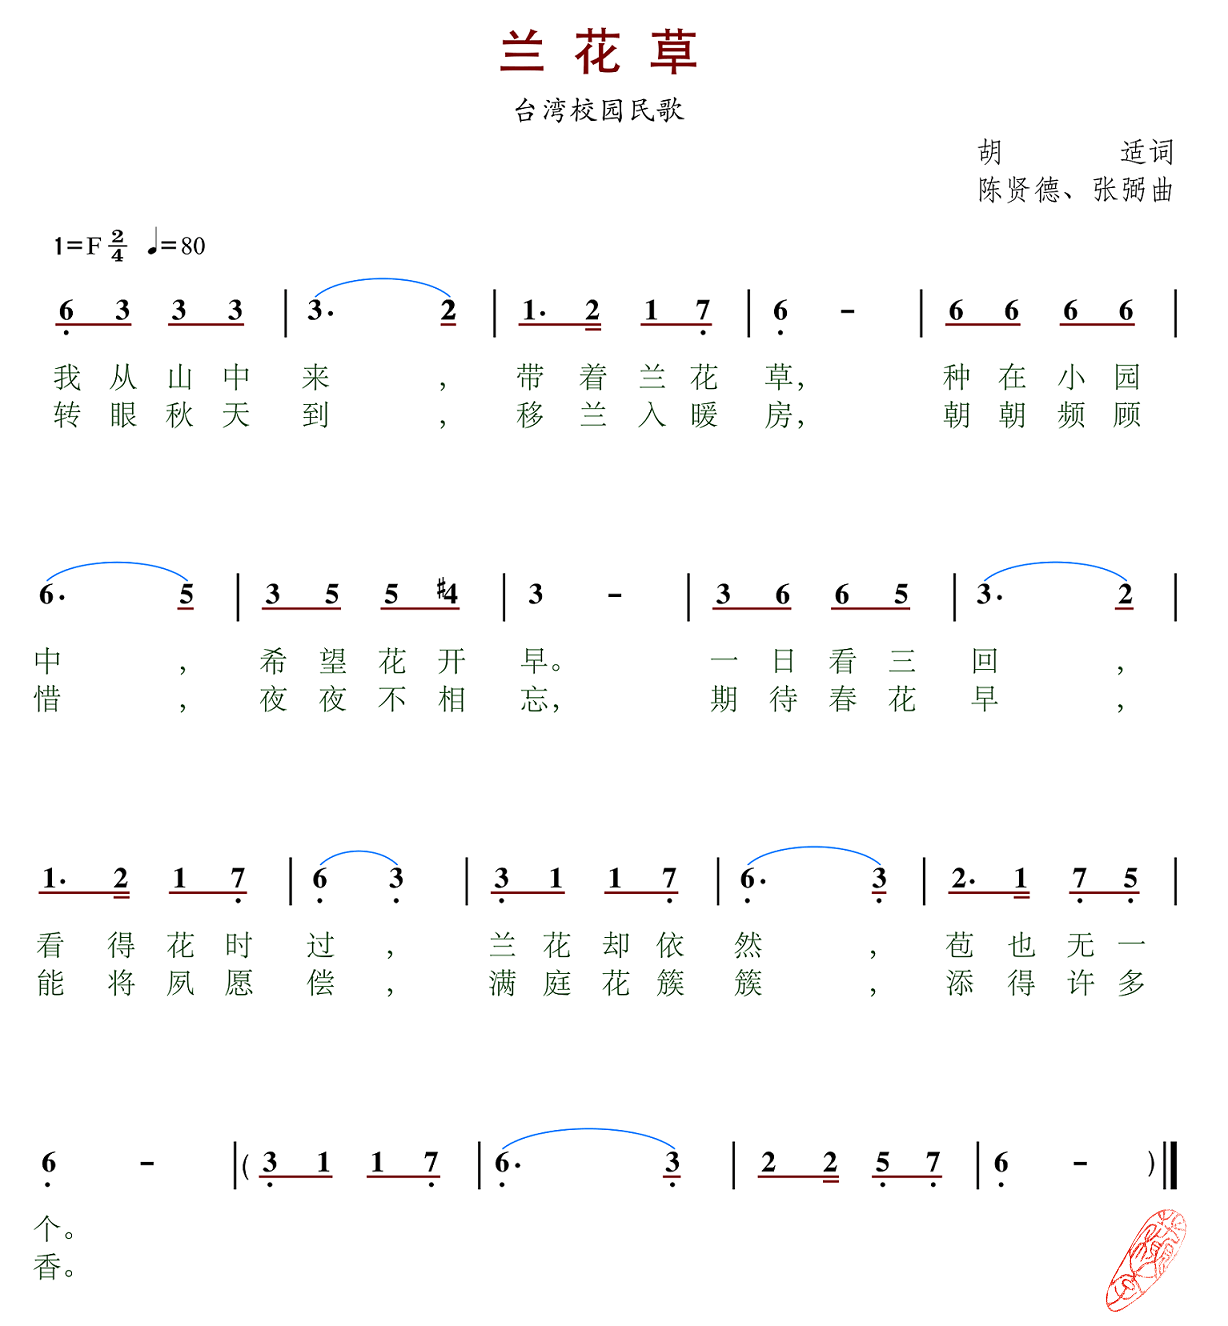 兰 花 草
台湾校园民歌
胡 适词
陈贤德、张弼曲
1=F 2/4 ♩=80
6̣ 3 3 3 | 3. 2 | 1. 2 1 7̣ | 6̣ - | 6 6 6 6 |
我 从 山 中 来 ， 带 着 兰 花 草， 种 在 小 园
转 眼 秋 天 到 ， 移 兰 入 暖 房， 朝 朝 频 顾
6. 5 | 3 5 5 #4 | 3 - | 3 6 6 5 | 3. 2 |
中 ， 希 望 花 开 早。 一 日 看 三 回 ，
惜 ， 夜 夜 不 相 忘， 期 待 春 花 早 ，
1. 2 1 7̣ | 6̣ 3̣ | 3̣ 1 1 7̣ | 6̣. 3̣ | 2. 1 7̣ 5̣ |
看 得 花 时 过 ， 兰 花 却 依 然 ， 苞 也 无 一
能 将 夙 愿 偿 ， 满 庭 花 簇 簇 ， 添 得 许 多
6̣ - | ( 3̣ 1 1 7̣ | 6̣. 3̣ | 2 2 5̣ 7̣ | 6̣ - ) ‖
个。
香。